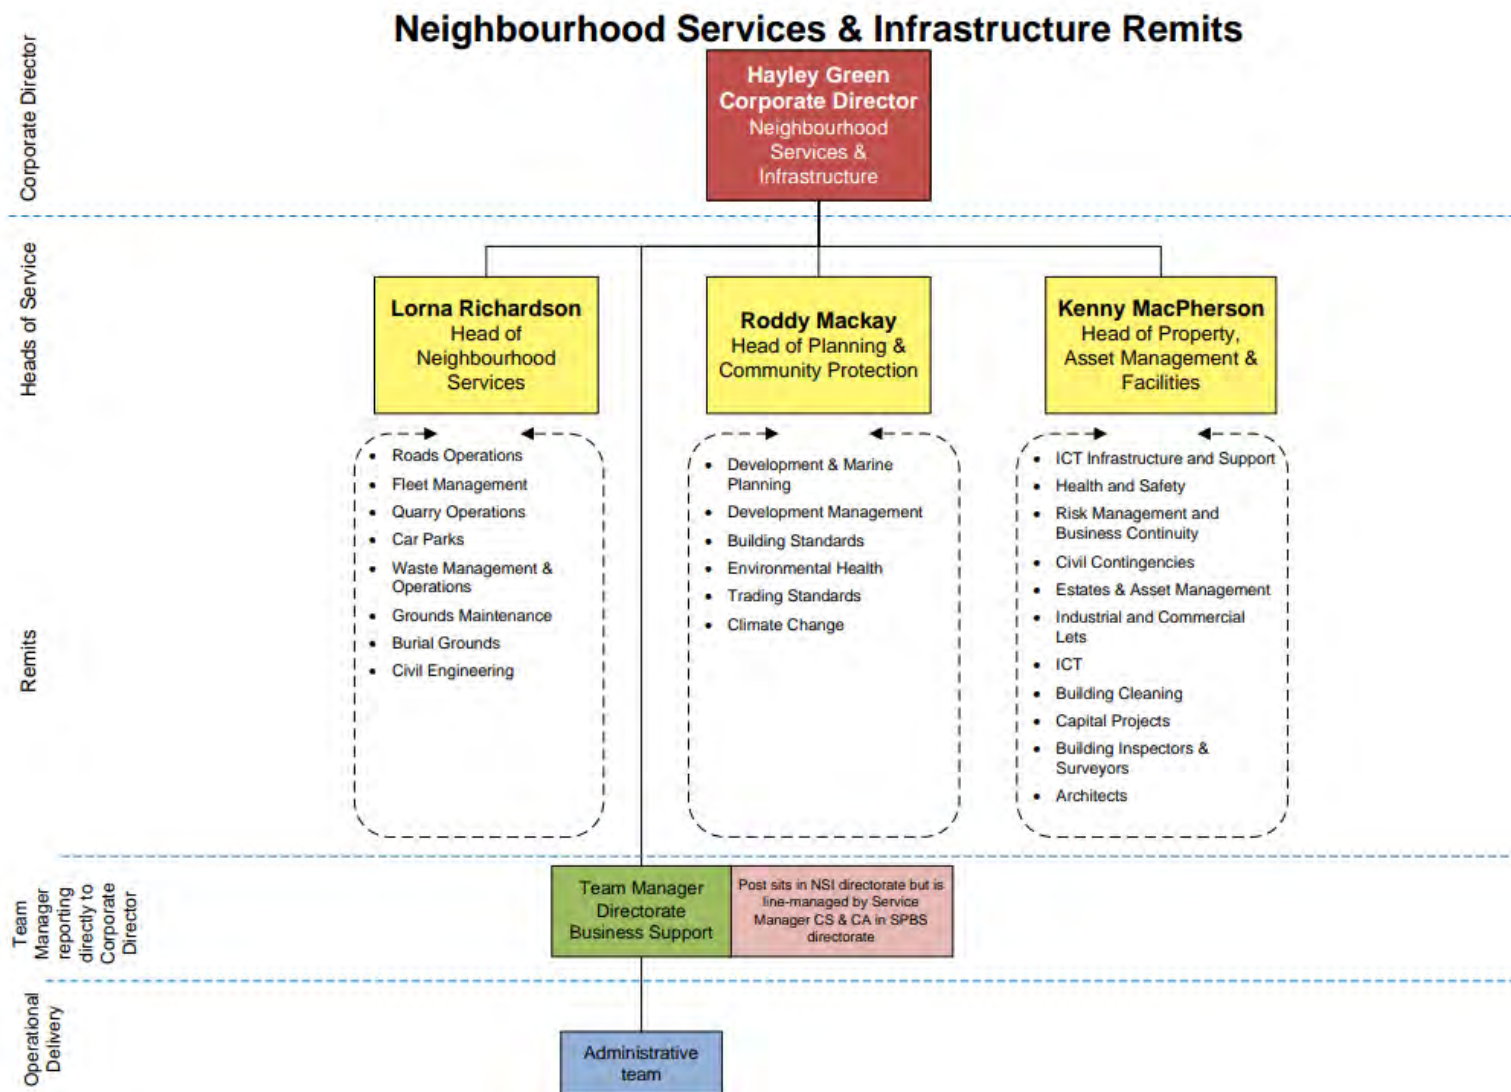 Neighbourhood Services & Infrastructure Remits
Corporate Director
Hayley Green
Corporate Director
Neighbourhood
Services &
Infrastructure
Heads of Service
Lorna Richardson
Head of
Neighbourhood
Services
Roddy Mackay
Head of Planning &
Community Protection
Kenny MacPherson
Head of Property,
Asset Management &
Facilities
Remits
• Roads Operations
• Fleet Management
• Quarry Operations
• Car Parks
• Waste Management &
Operations
• Grounds Maintenance
• Burial Grounds
• Civil Engineering
• Development & Marine
Planning
• Development Management
• Building Standards
• Environmental Health
• Trading Standards
• Climate Change
• ICT Infrastructure and Support
• Health and Safety
• Risk Management and
Business Continuity
• Civil Contingencies
• Estates & Asset Management
• Industrial and Commercial
Lets
• ICT
• Building Cleaning
• Capital Projects
• Building Inspectors &
Surveyors
• Architects
Team
Manager
reporting
directly to
Corporate
Director
Team Manager
Directorate
Business Support
Post sits in NSI directorate but is
line-managed by Service
Manager CS & CA in SPBS
directorate
Operational
Delivery
Administrative
team